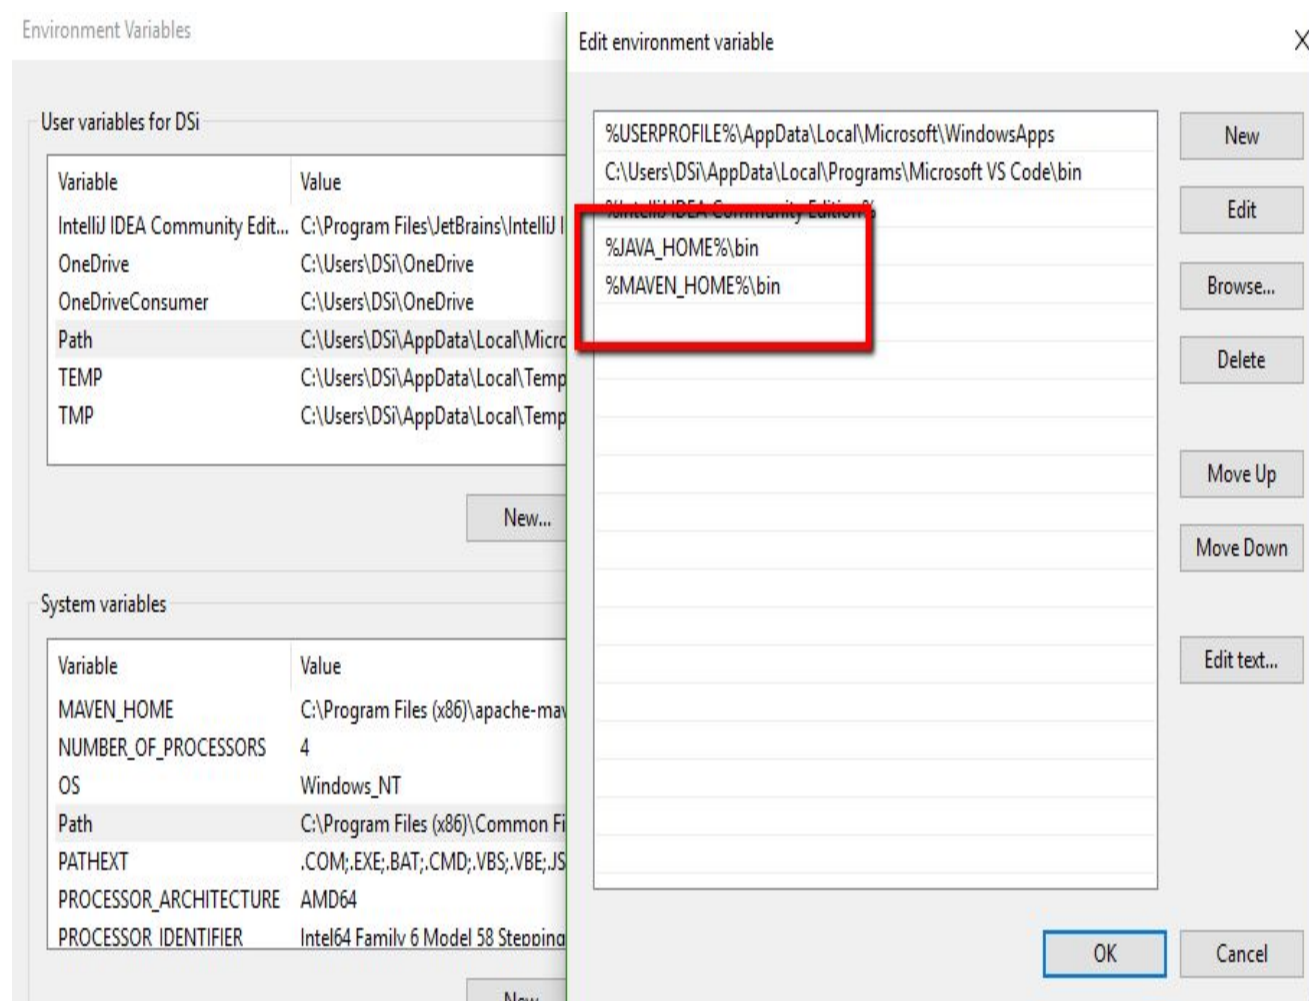 Environment Variables
User variables for DSi
Variable Value
IntelliJ IDEA Community Edit... C:\Program Files\JetBrains\IntelliJ I
OneDrive C:\Users\DSi\OneDrive
OneDriveConsumer C:\Users\DSi\OneDrive
Path C:\Users\DSi\AppData\Local\Micro
TEMP C:\Users\DSi\AppData\Local\Temp
TMP C:\Users\DSi\AppData\Local\Temp
New...
System variables
Variable Value
MAVEN_HOME C:\Program Files (x86)\apache-mav
NUMBER_OF_PROCESSORS 4
OS Windows_NT
Path C:\Program Files (x86)\Common Fi
PATHEXT .COM;.EXE;.BAT;.CMD;.VBS;.VBE;.JS
PROCESSOR_ARCHITECTURE AMD64
PROCESSOR_IDENTIFIER Intel64 Family 6 Model 58 Stepping
New
Edit environment variable
X
%USERPROFILE%\AppData\Local\Microsoft\WindowsApps
C:\Users\DSi\AppData\Local\Programs\Microsoft VS Code\bin
%IntelliJ IDEA Community Edition%
%JAVA_HOME%\bin
%MAVEN_HOME%\bin
New
Edit
Browse...
Delete
Move Up
Move Down
Edit text...
OK
Cancel